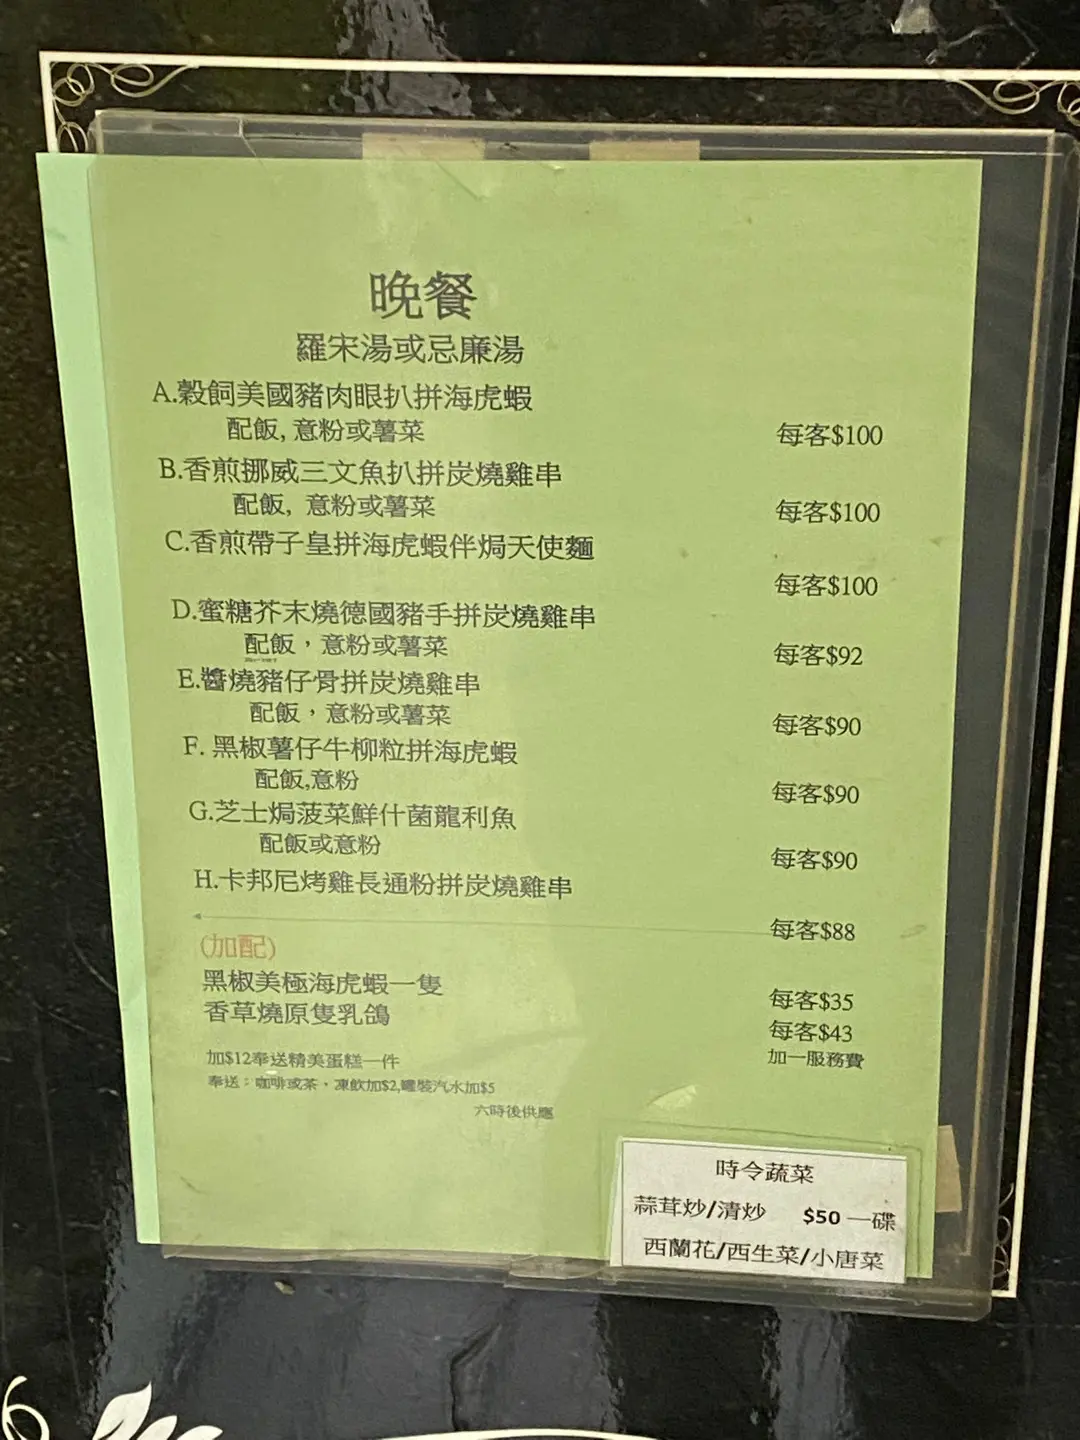 晚餐
羅宋湯或忌廉湯
A.穀飼美國豬肉眼扒拼海虎蝦
配飯, 意粉或薯菜
每客$100
B.香煎挪威三文魚扒拼炭燒雞串
配飯, 意粉或薯菜
每客$100
C.香煎帶子皇拼海虎蝦伴焗天使麵
每客$100
D.蜜糖芥末燒德國豬手拼炭燒雞串
配飯，意粉或薯菜
每客$92
E.醬燒豬仔骨拼炭燒雞串
配飯，意粉或薯菜
每客$90
F. 黑椒薯仔牛柳粒拼海虎蝦
配飯,意粉
每客$90
G.芝士焗菠菜鮮什菌龍利魚
配飯或意粉
每客$90
H.卡邦尼烤雞長通粉拼炭燒雞串
每客$88
(加配)
黑椒美極海虎蝦一隻
每客$35
香草燒原隻乳鴿
每客$43
加一服務費
加$12奉送精美蛋糕一件
奉送：咖啡或茶，凍飲加$2,罐裝汽水加$5
六時後供應
時令蔬菜
蒜茸炒/清炒 $50 一碟
西蘭花/西生菜/小唐菜